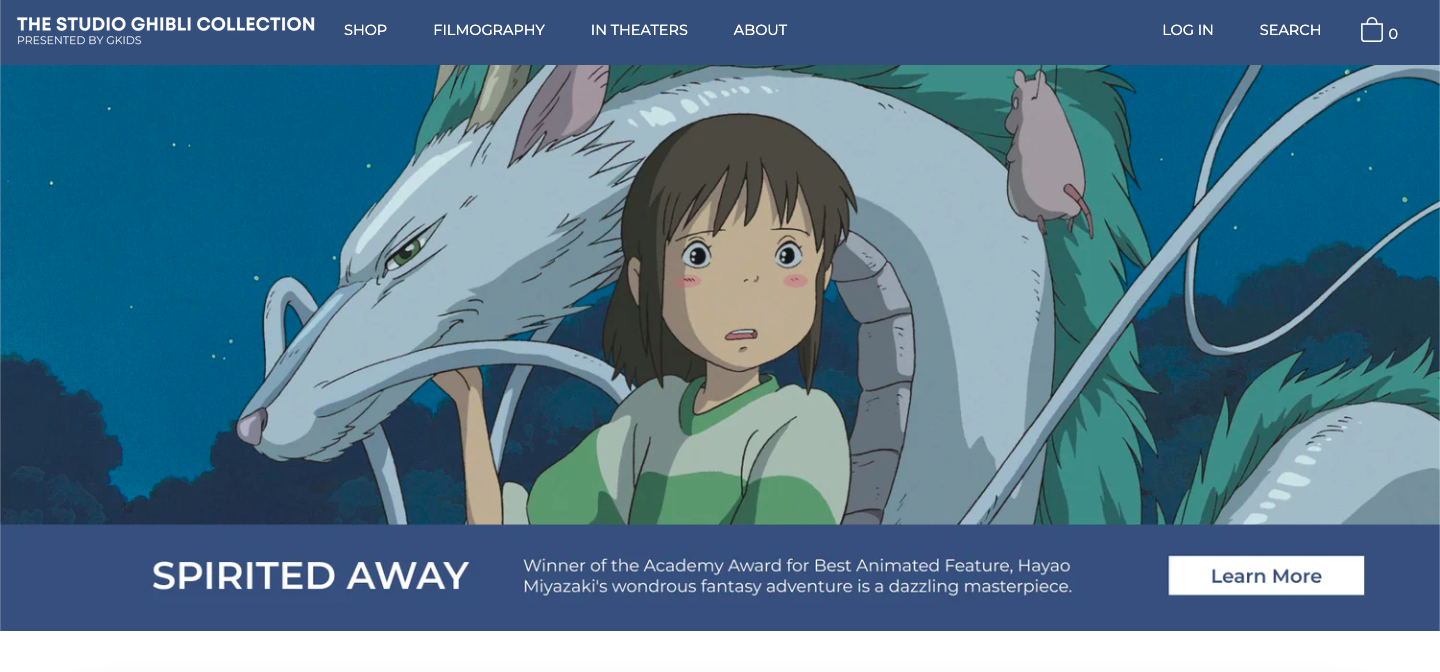 THE STUDIO GHIBLI COLLECTION
PRESENTED BY GKIDS
SHOP
FILMOGRAPHY
IN THEATERS
ABOUT
LOG IN
SEARCH
0
SPIRITED AWAY
Winner of the Academy Award for Best Animated Feature, Hayao
Miyazaki's wondrous fantasy adventure is a dazzling masterpiece.
Learn More